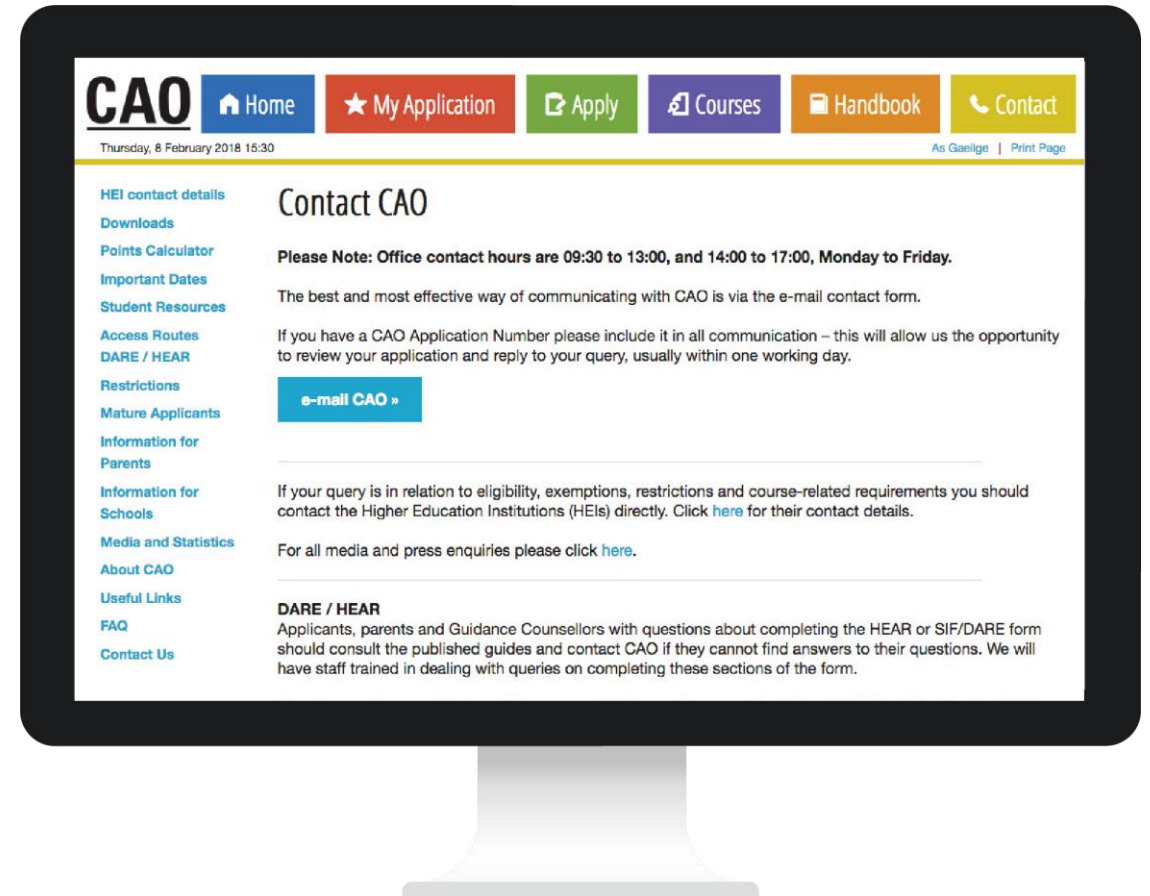 CAO
Home
My Application
Apply
Courses
Handbook
Contact
Thursday, 8 February 2018 15:30
As Gaeilge | Print Page
HEI contact details
Downloads
Points Calculator
Important Dates
Student Resources
Access Routes
DARE / HEAR
Restrictions
Mature Applicants
Information for
Parents
Information for
Schools
Media and Statistics
About CAO
Useful Links
FAQ
Contact Us
Contact CAO
Please Note: Office contact hours are 09:30 to 13:00, and 14:00 to 17:00, Monday to Friday.
The best and most effective way of communicating with CAO is via the e-mail contact form.
If you have a CAO Application Number please include it in all communication – this will allow us the opportunity
to review your application and reply to your query, usually within one working day.
e-mail CAO »
If your query is in relation to eligibility, exemptions, restrictions and course-related requirements you should
contact the Higher Education Institutions (HEIs) directly. Click here for their contact details.
For all media and press enquiries please click here.
DARE / HEAR
Applicants, parents and Guidance Counsellors with questions about completing the HEAR or SIF/DARE form
should consult the published guides and contact CAO if they cannot find answers to their questions. We will
have staff trained in dealing with queries on completing these sections of the form.